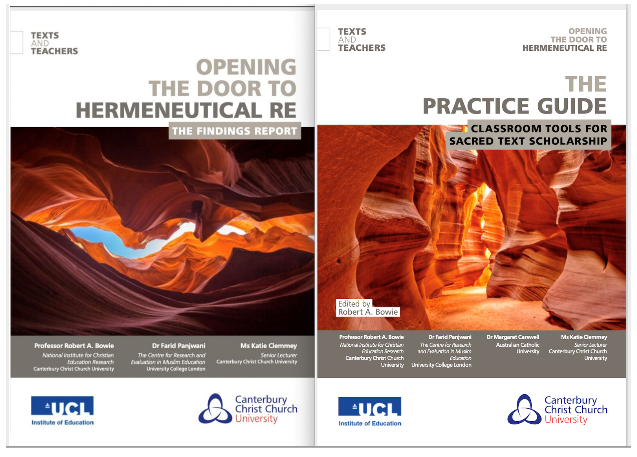 TEXTS
AND
TEACHERS
OPENING
THE DOOR TO
HERMENEUTICAL RE
THE FINDINGS REPORT
Professor Robert A. Bowie
National Institute for Christian
Education Research
Canterbury Christ Church University
Dr Farid Panjwani
The Centre for Research and
Evaluation in Muslim Education
University College London
Ms Katie Clemmey
Senior Lecturer
Canterbury Christ Church University
UCL
Institute of Education
Canterbury
Christ Church
University
TEXTS
AND
TEACHERS
OPENING
THE DOOR TO
HERMENEUTICAL RE
THE
PRACTICE GUIDE
CLASSROOM TOOLS FOR
SACRED TEXT SCHOLARSHIP
Edited by
Robert A. Bowie
Professor Robert A. Bowie
National Institute for Christian
Education Research
Canterbury Christ Church
University
Dr Farid Panjwani
The Centre for Research
and Evaluation in Muslim
Education
University College London
Dr Margaret Carswell
Australian Catholic
University
Ms Katie Clemmey
Senior Lecturer
Canterbury Christ Church
University
UCL
Institute of Education
Canterbury
Christ Church
University